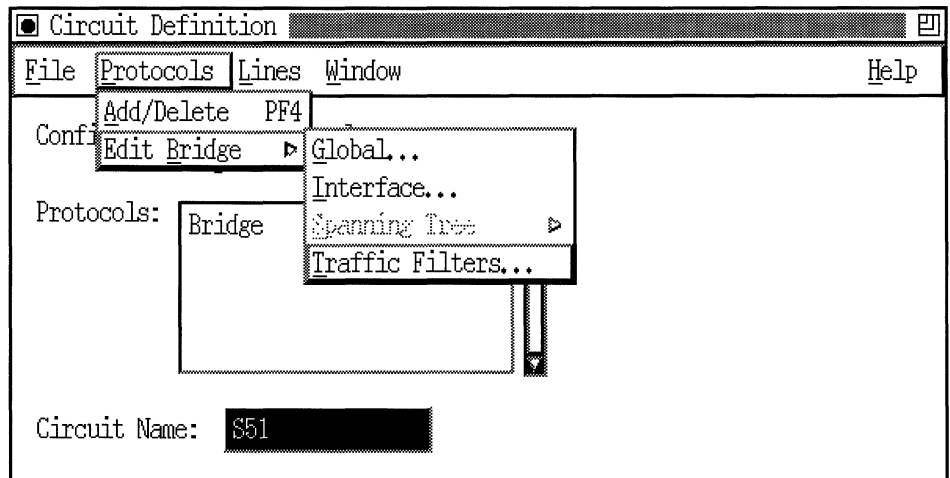 Circuit Definition
File Protocols Lines Window Help
Add/Delete PF4
Edit Bridge
Global...
Interface...
Spanning Tree
Traffic Filters...
Protocols:
Bridge
Circuit Name: S51